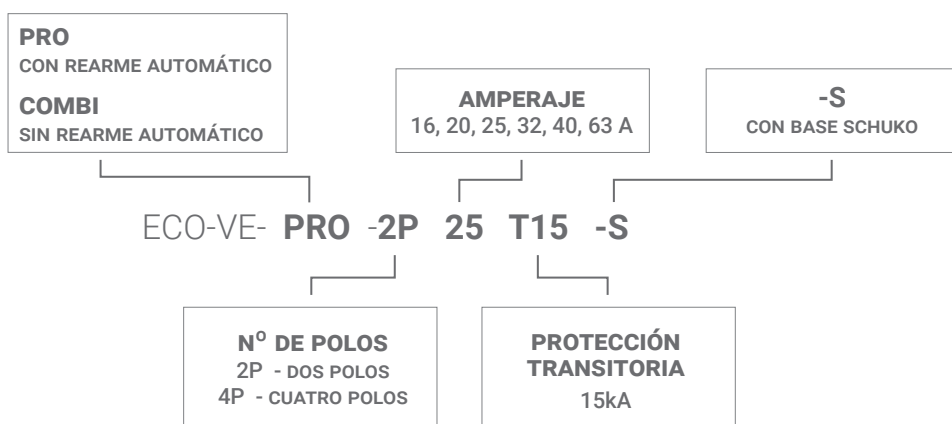 PRO
CON REARME AUTOMÁTICO
COMBI
SIN REARME AUTOMÁTICO
AMPERAJE
16, 20, 25, 32, 40, 63 A
-S
CON BASE SCHUKO
ECO-VE- PRO -2P 25 T15 -S
Nº DE POLOS
2P - DOS POLOS
4P - CUATRO POLOS
PROTECCIÓN
TRANSITORIA
15kA